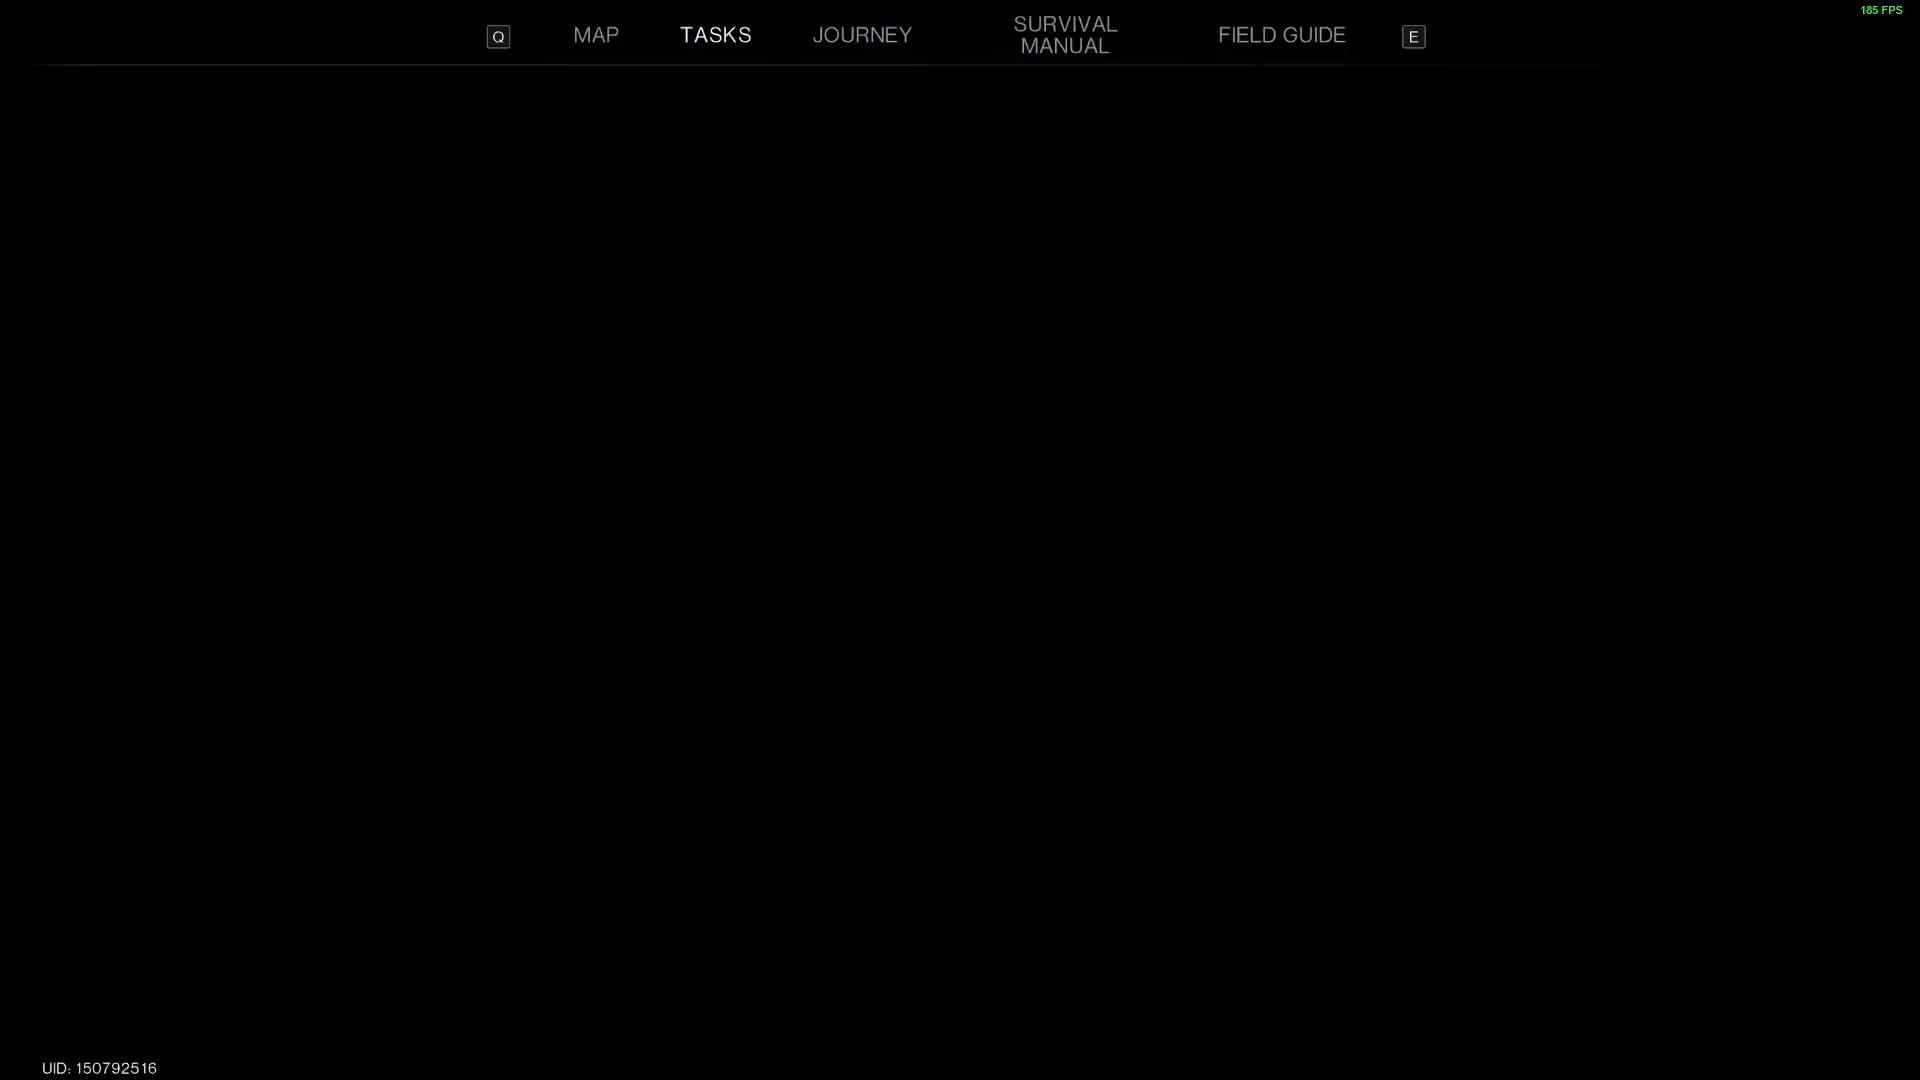 185 FPS
Q MAP TASKS JOURNEY SURVIVAL MANUAL FIELD GUIDE E
UID: 150792516